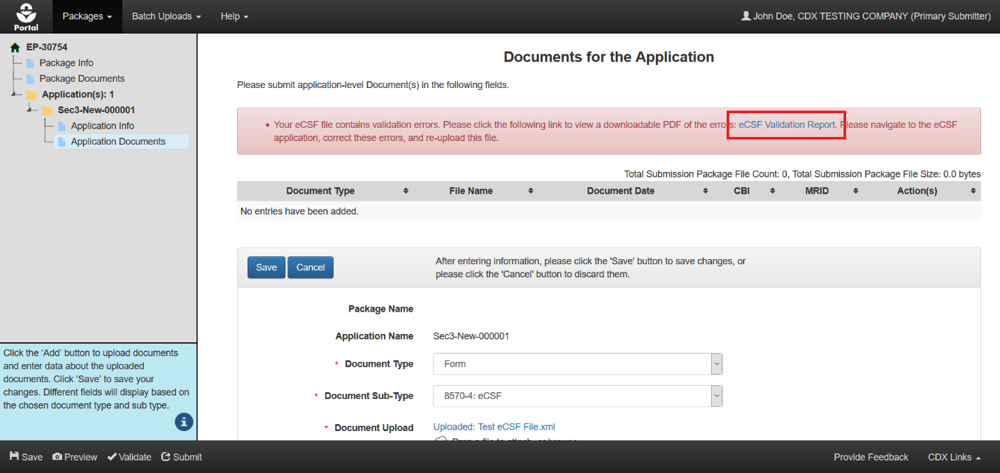 Portal
Packages
Batch Uploads
Help
John Doe, CDX TESTING COMPANY (Primary Submitter)
EP-30754
Package Info
Package Documents
Application(s): 1
Sec3-New-000001
Application Info
Application Documents
Click the ‘Add’ button to upload documents
and enter data about the uploaded
documents. Click ‘Save’ to save your
changes. Different fields will display based on
the chosen document type and sub type.
Documents for the Application
Please submit application-level Document(s) in the following fields.
• Your eCSF file contains validation errors. Please click the following link to view a downloadable PDF of the errors: eCSF Validation Report. Please navigate to the eCSF
application, correct these errors, and re-upload this file.
Total Submission Package File Count: 0, Total Submission Package File Size: 0.0 bytes
Document Type File Name Document Date CBI MRID Action(s)
No entries have been added.
Save Cancel
After entering information, please click the 'Save' button to save changes, or
please click the 'Cancel' button to discard them.
Package Name
Application Name Sec3-New-000001
* Document Type Form
* Document Sub-Type 8570-4: eCSF
* Document Upload Uploaded: Test eCSF File.xml
Drop a file to attach, or browse
Save Preview Validate Submit
Provide Feedback CDX Links